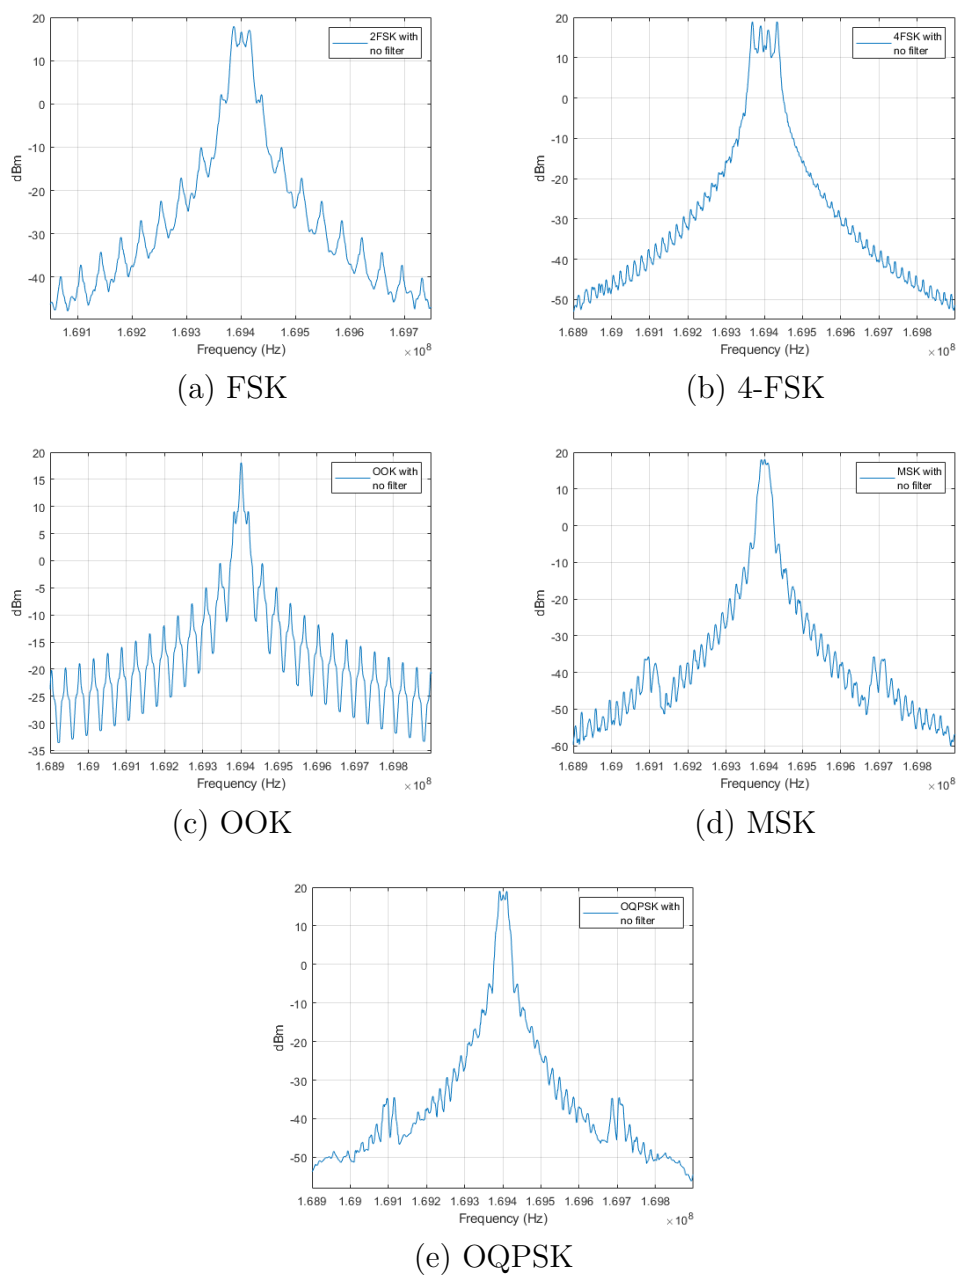 20
10
0
-10
-20
-30
-40
dBm
2FSK with
no filter
1.691 1.692 1.693 1.694 1.695 1.696 1.697
Frequency (Hz)
×10^8
(a) FSK
20
10
0
-10
-20
-30
-40
-50
dBm
4FSK with
no filter
1.689 1.69 1.691 1.692 1.693 1.694 1.695 1.696 1.697 1.698
Frequency (Hz)
×10^8
(b) 4-FSK
20
15
10
5
0
-5
-10
-15
-20
-25
-30
-35
dBm
OOK with
no filter
1.689 1.69 1.691 1.692 1.693 1.694 1.695 1.696 1.697 1.698
Frequency (Hz)
×10^8
(c) OOK
20
10
0
-10
-20
-30
-40
-50
-60
dBm
MSK with
no filter
1.689 1.69 1.691 1.692 1.693 1.694 1.695 1.696 1.697 1.698
Frequency (Hz)
×10^8
(d) MSK
20
10
0
-10
-20
-30
-40
-50
dBm
OQPSK with
no filter
1.689 1.69 1.691 1.692 1.693 1.694 1.695 1.696 1.697 1.698
Frequency (Hz)
×10^8
(e) OQPSK